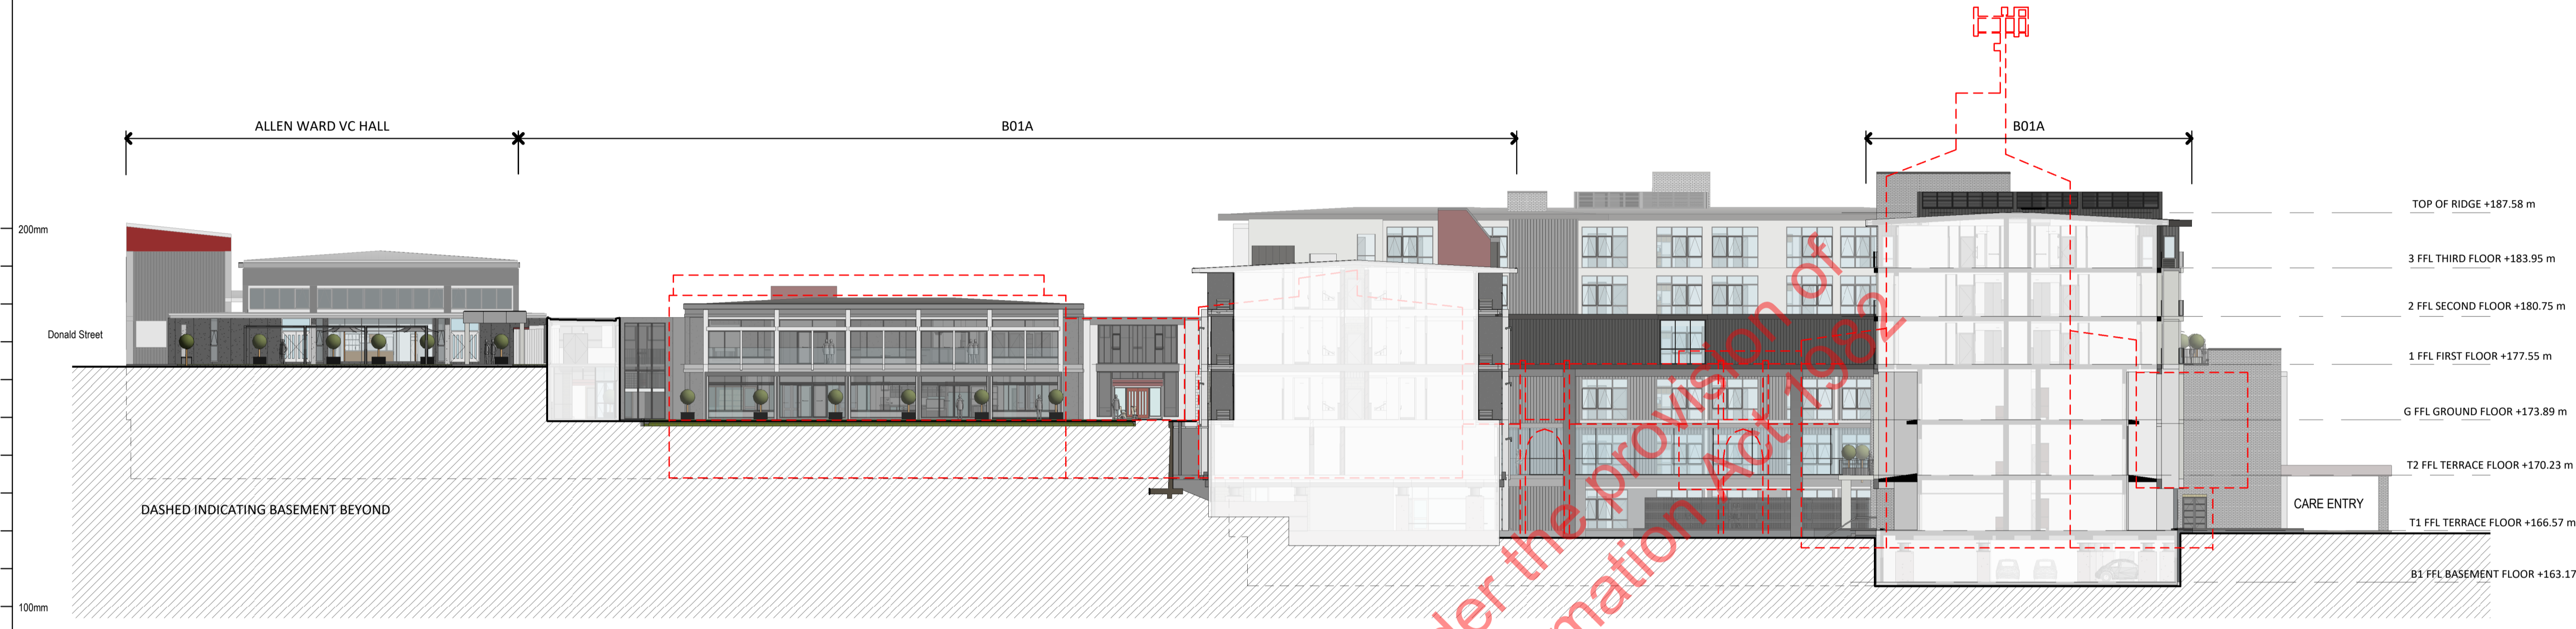 ALLEN WARD VC HALL
B01A
B01A
200mm
TOP OF RIDGE +187.58 m
3 FFL THIRD FLOOR +183.95 m
2 FFL SECOND FLOOR +180.75 m
Donald Street
1 FFL FIRST FLOOR +177.55 m
G FFL GROUND FLOOR +173.89 m
T2 FFL TERRACE FLOOR +170.23 m
DASHED INDICATING BASEMENT BEYOND
CARE ENTRY
T1 FFL TERRACE FLOOR +166.57 m
B1 FFL BASEMENT FLOOR +163.17
100mm
der the provision of
mation Act 1982